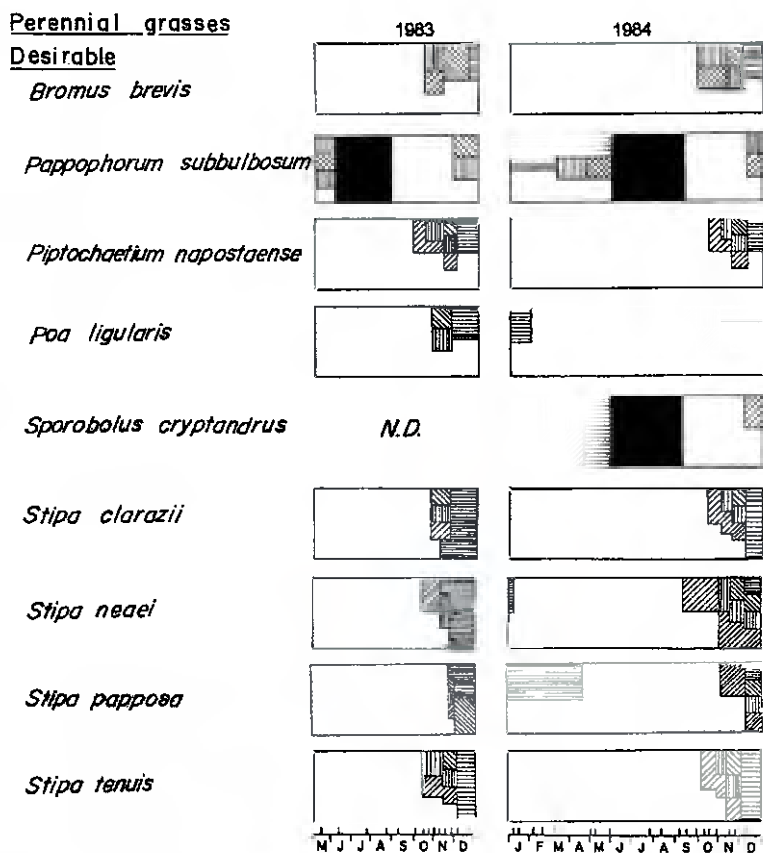 Perennial grasses
1983 1984
Desirable
Bromus brevis
Pappophorum subbulbosum
Piptochaetium napostaense
Poa ligularis
Sporobolus cryptandrus N.D.
Stipa clarazii
Stipa neaei
Stipa papposa
Stipa tenuis
M J J A S O N D J F M A M J J A S O N D